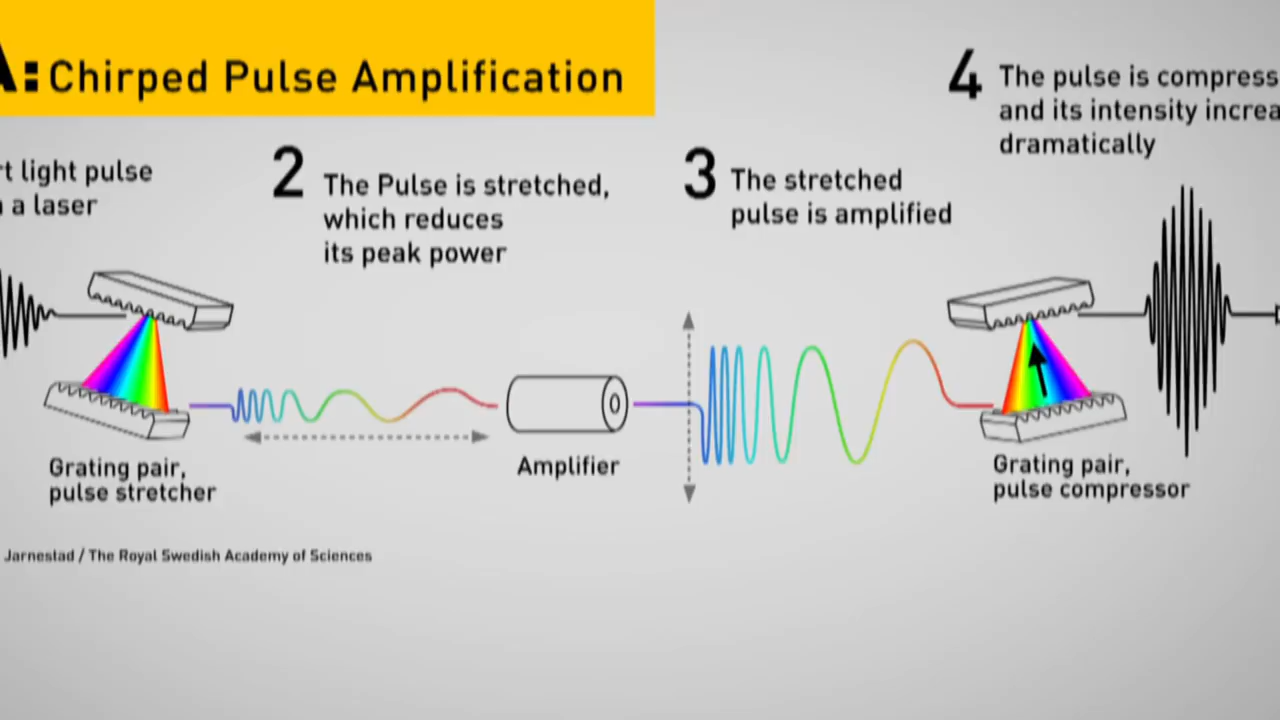 A: Chirped Pulse Amplification
t light pulse
a laser
2
The Pulse is stretched,
which reduces
its peak power
3
The stretched
pulse is amplified
4
The pulse is compress
and its intensity increa
dramatically
Grating pair,
pulse stretcher
Amplifier
Grating pair,
pulse compressor
Jarnestad / The Royal Swedish Academy of Sciences